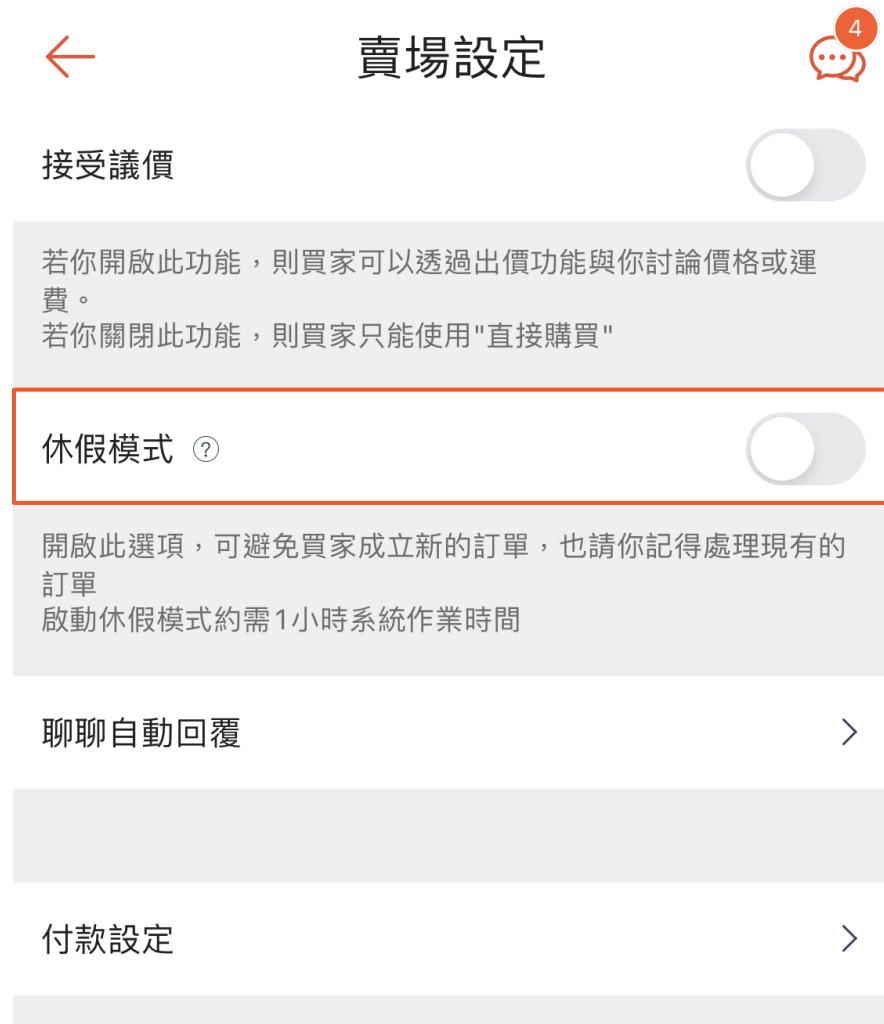 賣場設定
4
接受議價
若你開啟此功能，則買家可以透過出價功能與你討論價格或運
費。
若你關閉此功能，則買家只能使用"直接購買"
休假模式 ?
開啟此選項，可避免買家成立新的訂單，也請你記得處理現有的
訂單
啟動休假模式約需1小時系統作業時間
聊聊自動回覆
付款設定